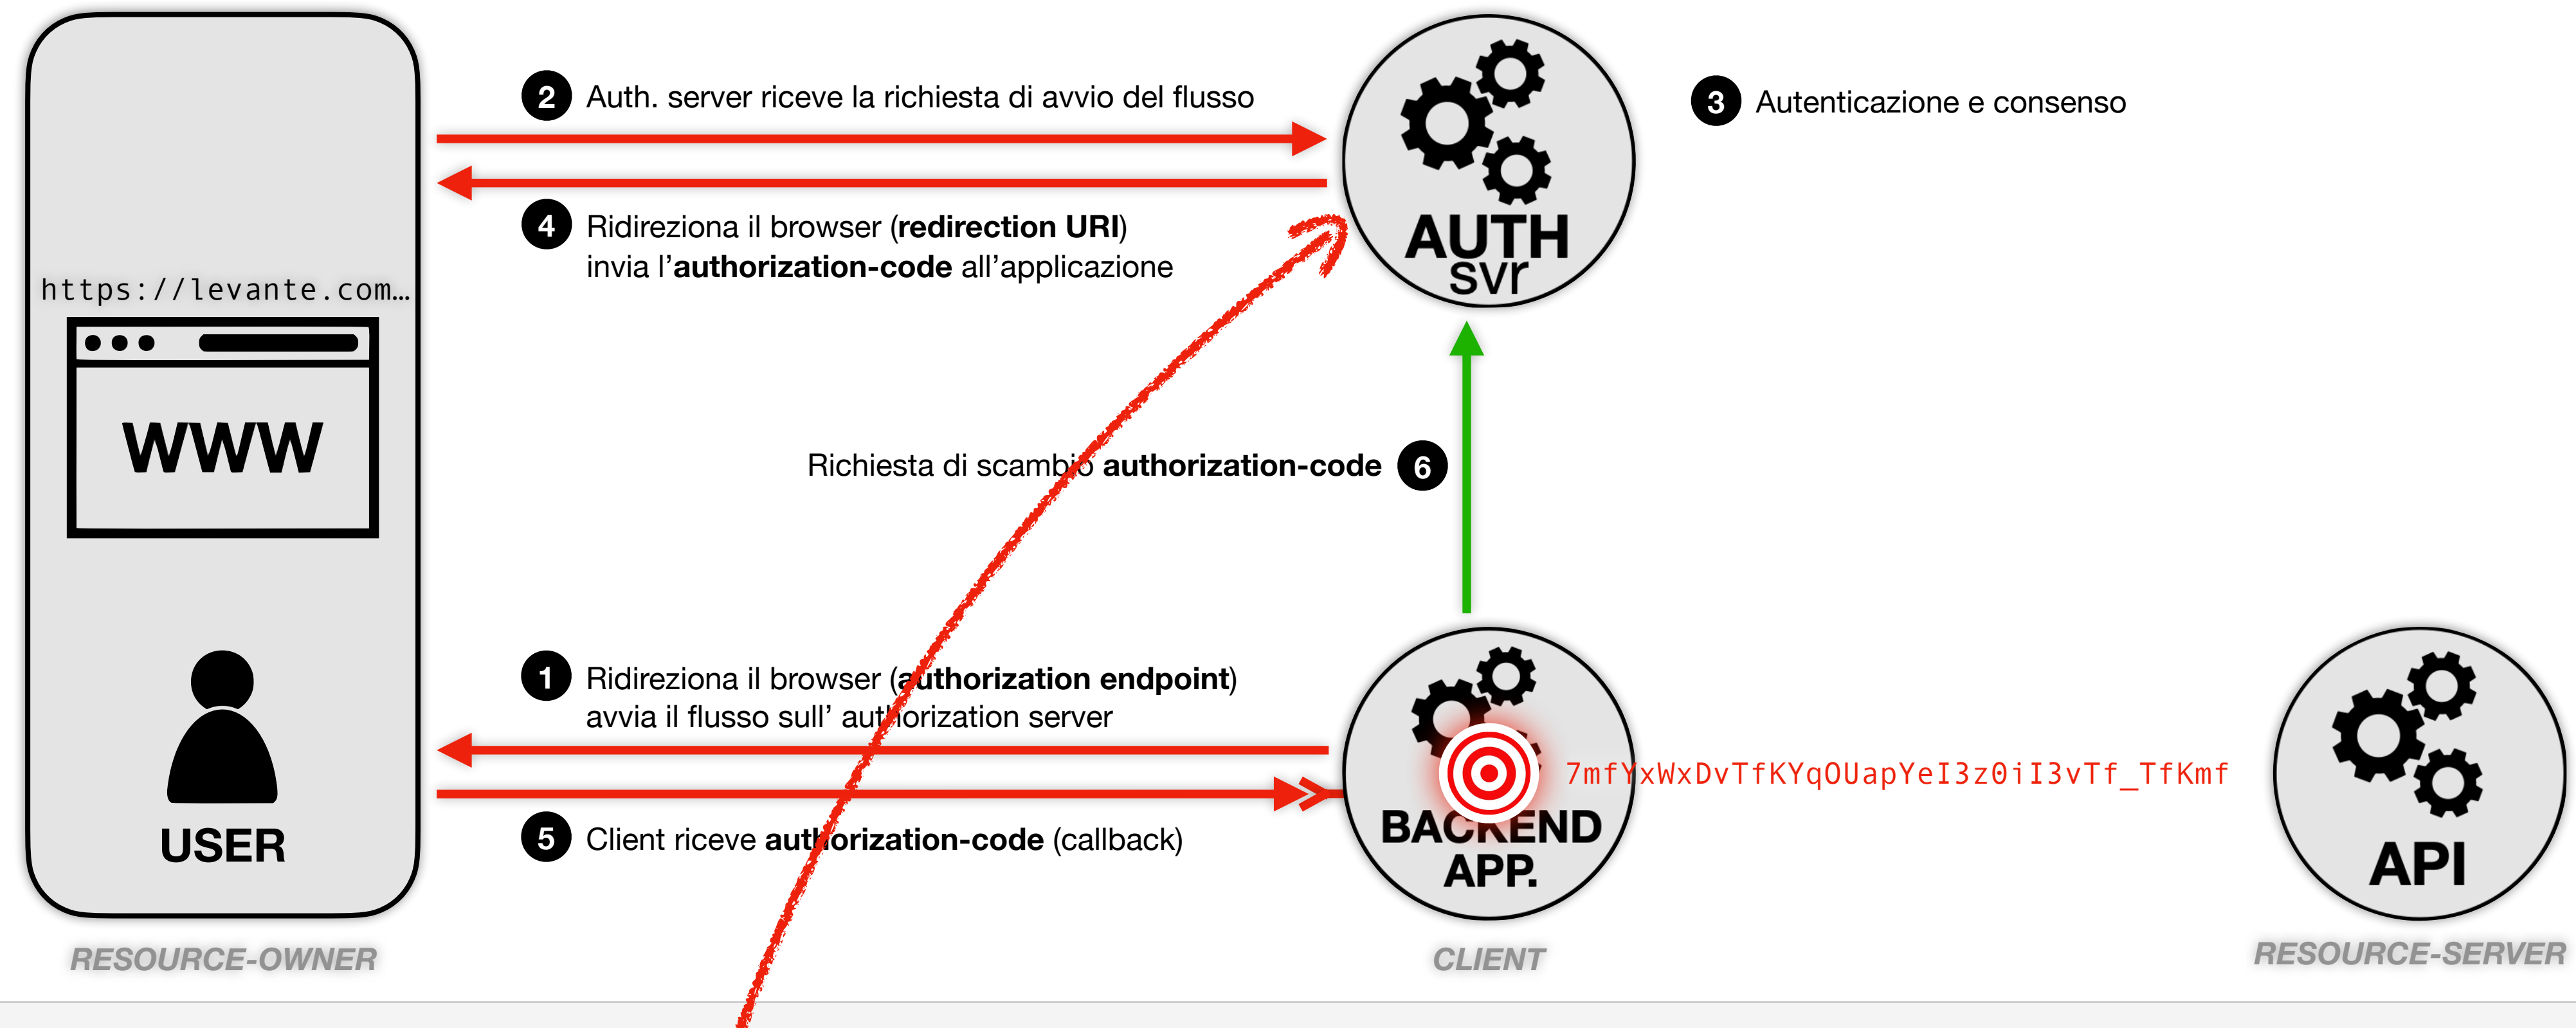 2 Auth. server riceve la richiesta di avvio del flusso
3 Autenticazione e consenso
4 Ridireziona il browser (redirection URI)
invia l’authorization-code all’applicazione
AUTH
svr
https://levante.com…
WWW
Richiesta di scambio authorization-code 6
1 Ridireziona il browser (authorization endpoint)
avvia il flusso sull’ authorization server
7mfYxWxDvTfKYqOUapYeI3z0iI3vTf_TfKmf
5 Client riceve authorization-code (callback)
USER
BACKEND
APP.
API
RESOURCE-OWNER
CLIENT
RESOURCE-SERVER